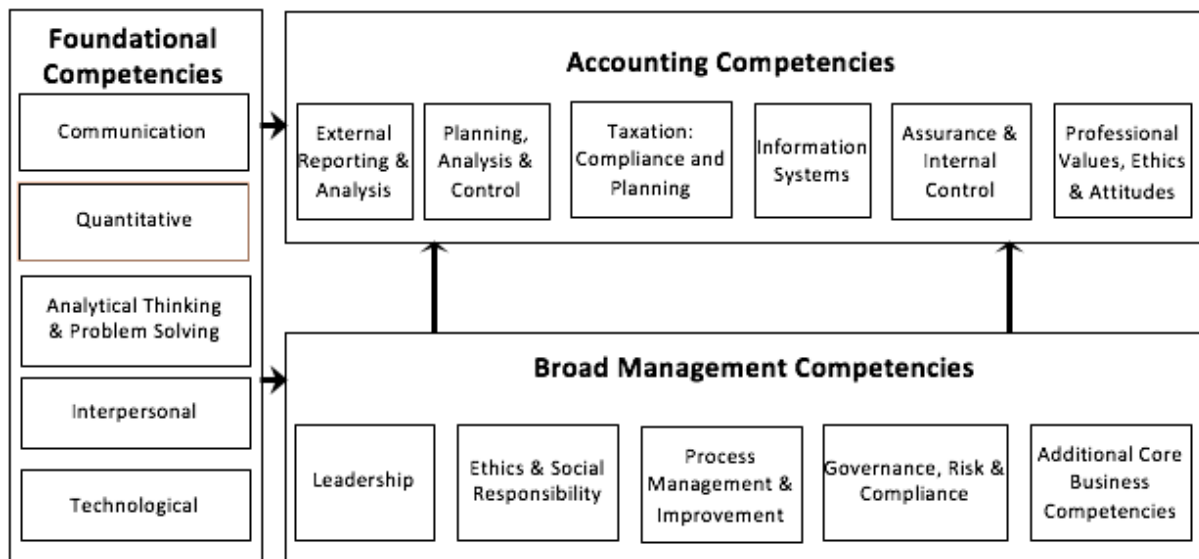 Foundational
Competencies
Communication
Quantitative
Analytical Thinking
& Problem Solving
Interpersonal
Technological
Accounting Competencies
External
Reporting &
Analysis
Planning,
Analysis &
Control
Taxation:
Compliance and
Planning
Information
Systems
Assurance &
Internal
Control
Professional
Values, Ethics
& Attitudes
Broad Management Competencies
Leadership
Ethics & Social
Responsibility
Process
Management &
Improvement
Governance, Risk &
Compliance
Additional Core
Business
Competencies